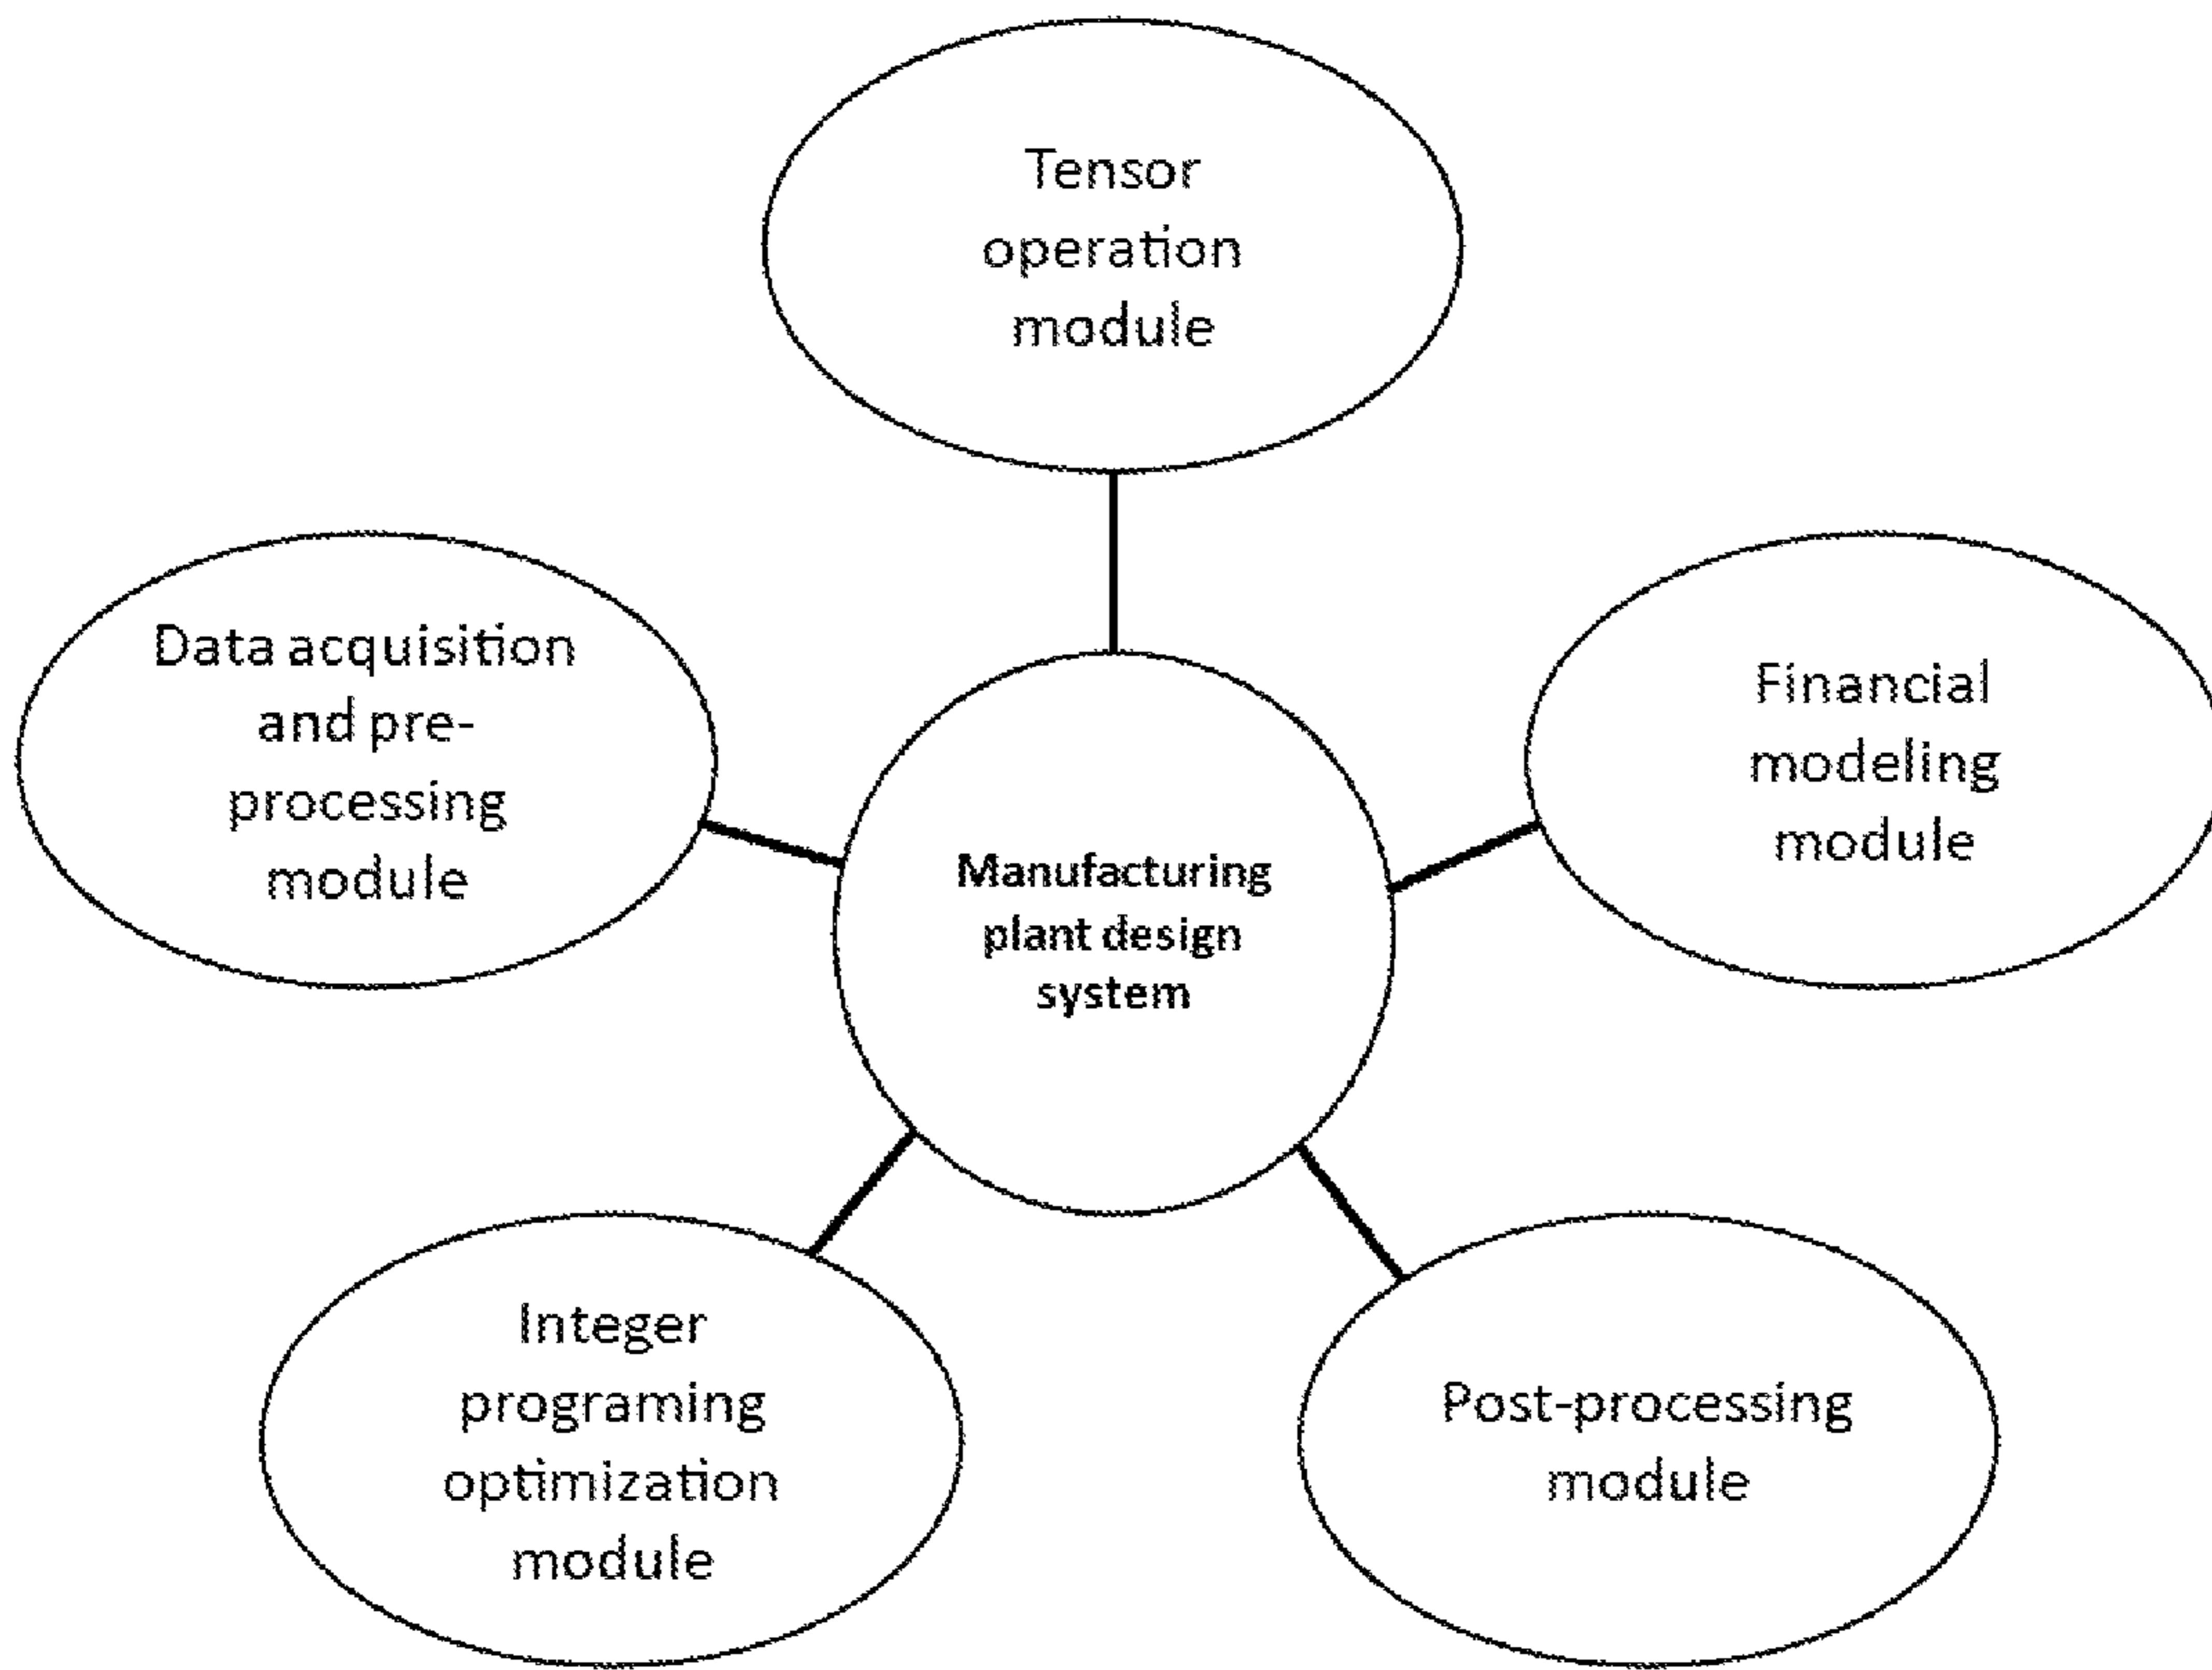 Tensor
operation
module
Data acquisition
and pre-
processing
module
Financial
modeling
module
Manufacturing
plant design
system
Integer
programing
optimization
module
Post-processing
module